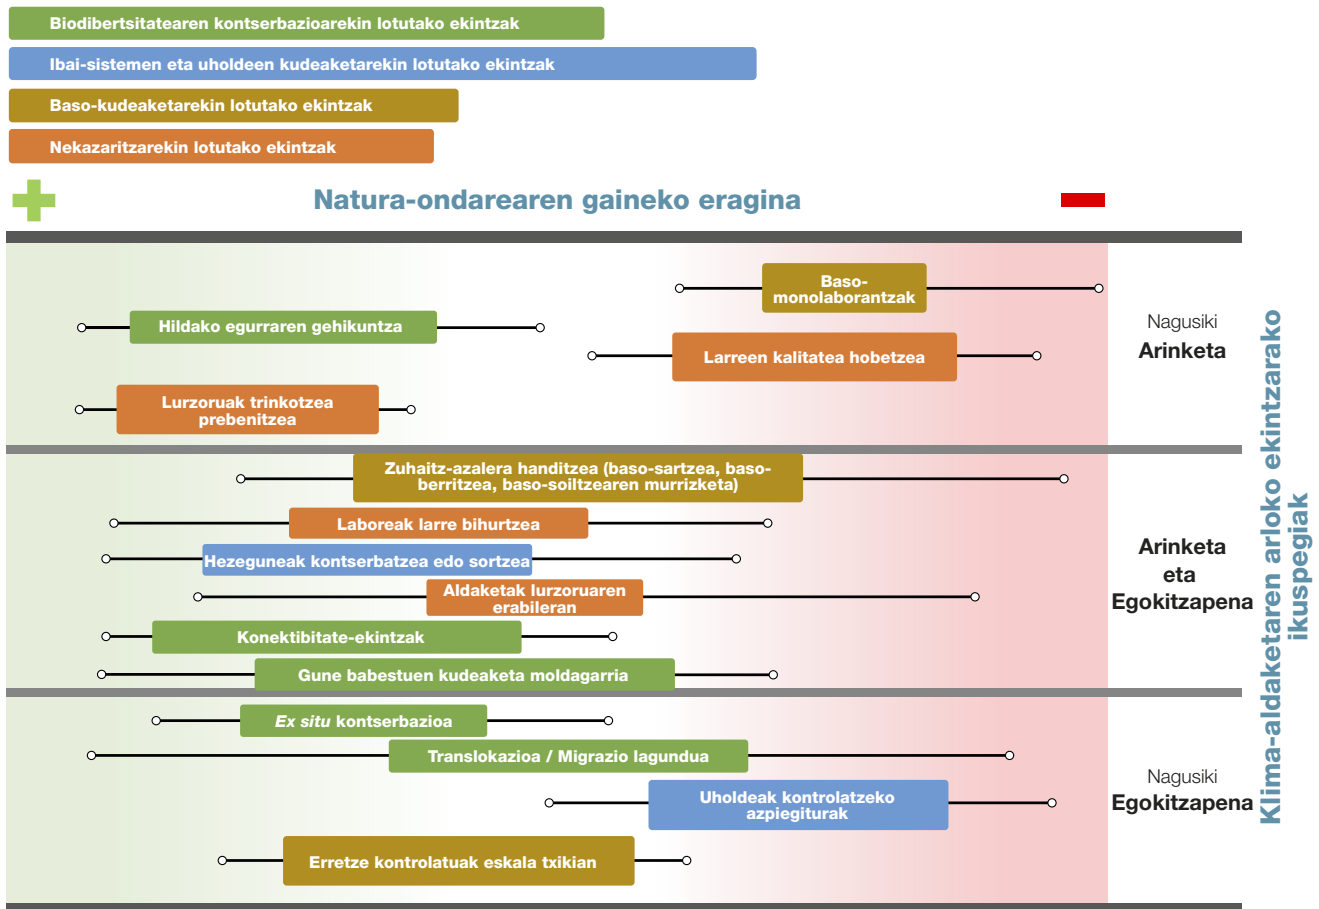 Biodibertsitatearen kontserbazioarekin lotutako ekintzak
Ibai-sistemen eta uholdeen kudeaketarekin lotutako ekintzak
Baso-kudeaketarekin lotutako ekintzak
Nekazaritzarekin lotutako ekintzak
Natura-ondarearen gaineko eragina
Baso-
monolaborantzak
Hildako egurraren gehikuntza
Larreen kalitatea hobetzea
Lurzoruak trinkotzea
prebenitzea
Nagusiki
Arinketa
Zuhaitz-azalera handitzea (baso-sartzea, baso-
berritzea, baso-soiltzearen murrizketa)
Laboreak larre bihurtzea
Hezeguneak kontserbatzea edo sortzea
Aldaketak lurzoruaren
erabileran
Konektibitate-ekintzak
Gune babestuen kudeaketa moldagarria
Arinketa
eta
Egokitzapena
Ex situ kontserbazioa
Translokazioa / Migrazio lagundua
Uholdeak kontrolatzeko
azpiegiturak
Erretze kontrolatuak eskala txikian
Nagusiki
Egokitzapena
Klima-aldaketaren arloko ekintzarako
ikuspegiak